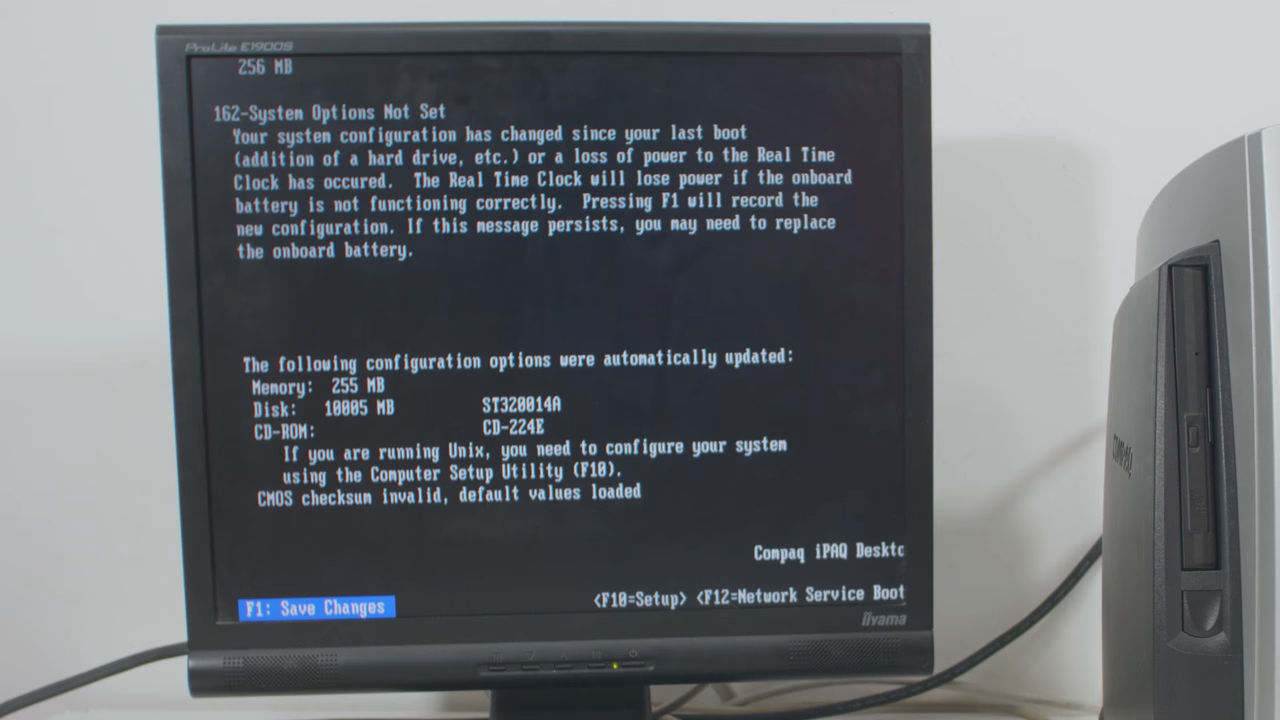 ProLite E1900S
256 MB
162-System Options Not Set
Your system configuration has changed since your last boot
(addition of a hard drive, etc.) or a loss of power to the Real Time
Clock has occured. The Real Time Clock will lose power if the onboard
battery is not functioning correctly. Pressing F1 will record the
new configuration. If this message persists, you may need to replace
the onboard battery.
The following configuration options were automatically updated:
Memory: 255 MB
Disk: 10005 MB ST320014A
CD-ROM: CD-224E
If you are running Unix, you need to configure your system
using the Computer Setup Utility (F10).
CMOS checksum invalid, default values loaded
Compaq iPAQ Deskto
F1: Save Changes
<F10=Setup> <F12=Network Service Boot
iiyama
COMPAQ